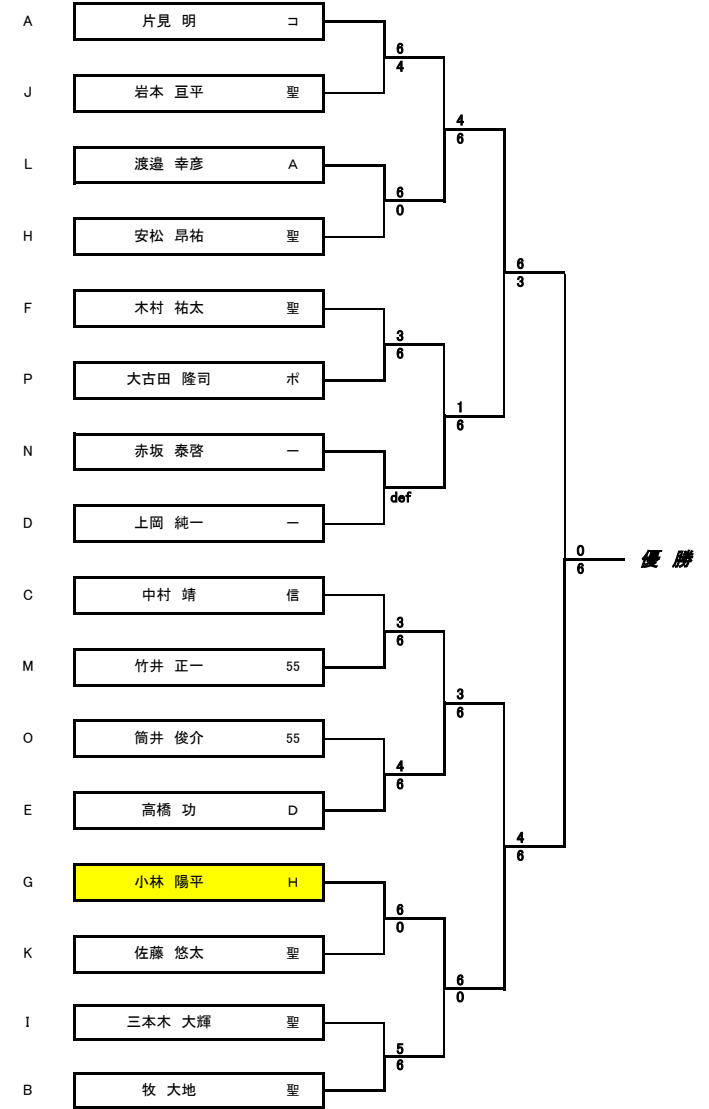 A 片見 明 コ
6
J 岩本 亘平 聖
4
4
L 渡邉 幸彦 A
6
6
0
H 安松 昂祐 聖
6
3
F 木村 祐太 聖
3
6
P 大古田 隆司 ポ
1
6
N 赤坂 泰啓 一
def
D 上岡 純一 一
0
優 勝
6
C 中村 靖 信
3
6
M 竹井 正一 55
3
6
O 筒井 俊介 55
4
6
E 高橋 功 D
4
6
G 小林 陽平 H
6
0
K 佐藤 悠太 聖
6
0
I 三本木 大輝 聖
5
6
B 牧 大地 聖